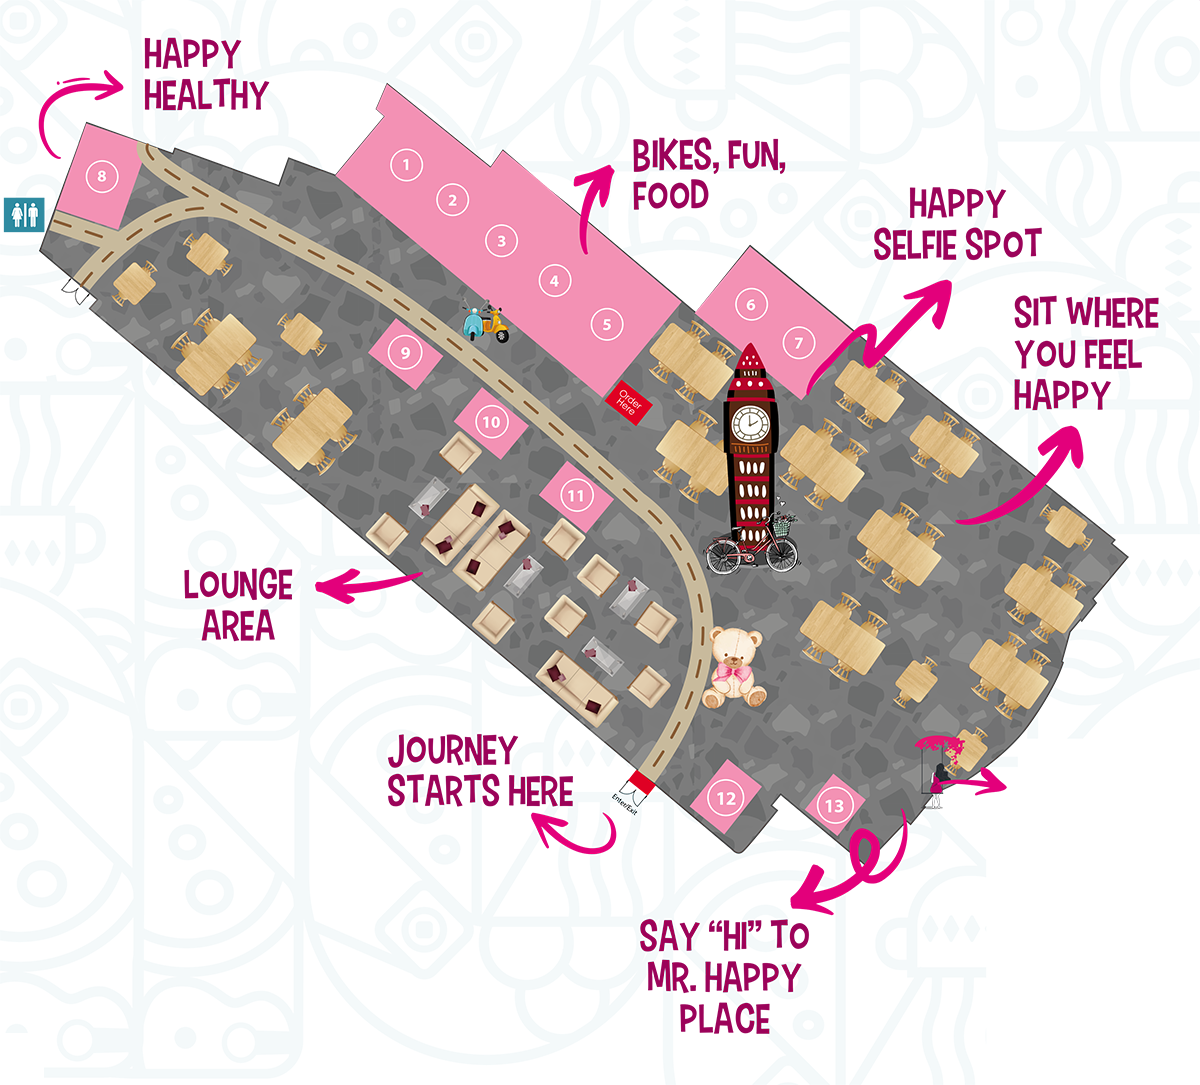 HAPPY
HEALTHY
BIKES, FUN,
FOOD
HAPPY
SELFIE SPOT
SIT WHERE
YOU FEEL
HAPPY
1
2
3
4
5
6
7
8
9
10
11
12
13
Order
Here
LOUNGE
AREA
JOURNEY
STARTS HERE
Enter/Exit
SAY “HI” TO
MR. HAPPY
PLACE